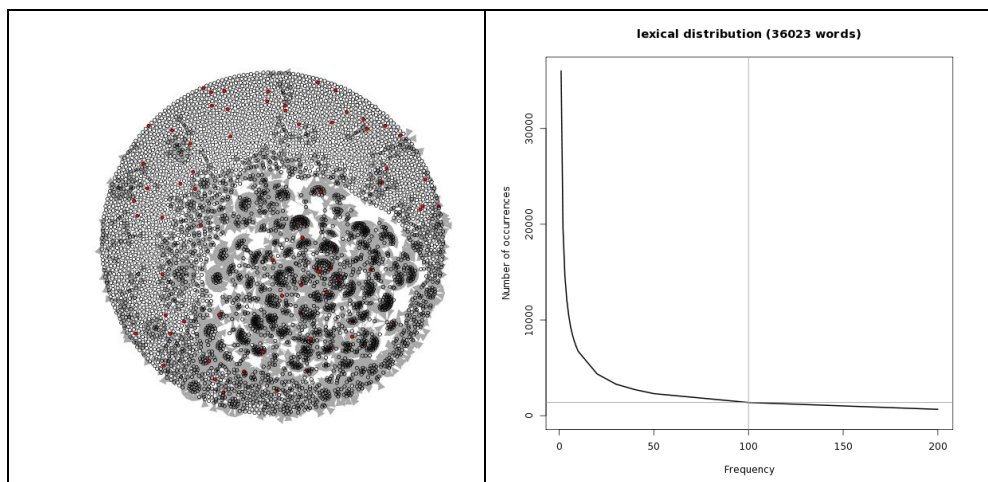 lexical distribution (36023 words)
Number of occurrences
30000
20000
10000
0
0 50 100 150 200
Frequency